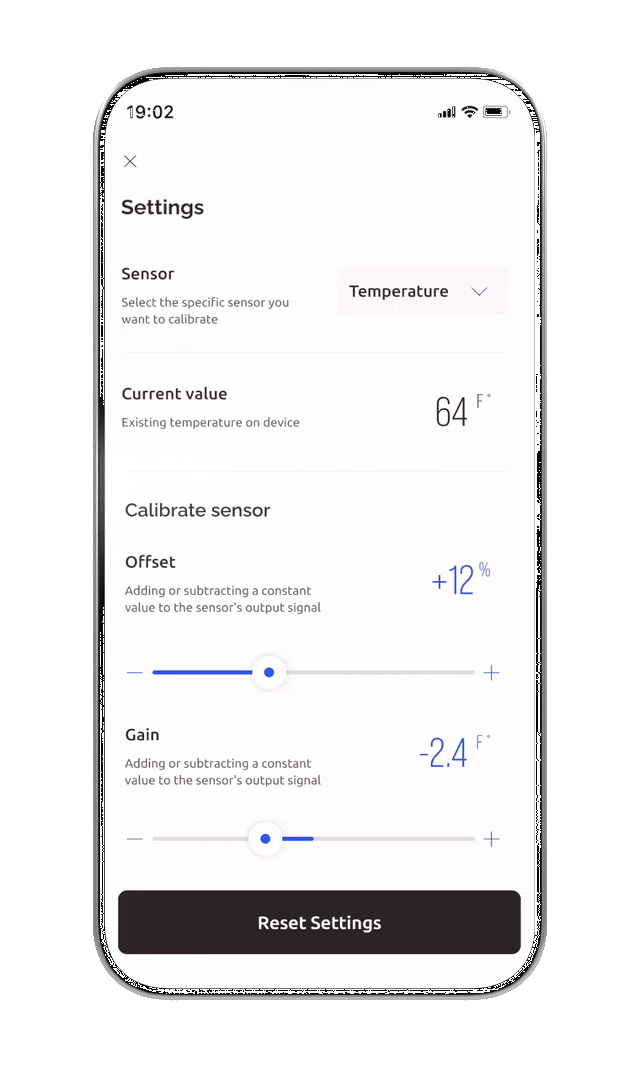 19:02
Settings
Sensor
Select the specific sensor you
want to calibrate
Temperature
Current value
Existing temperature on device
64 F°
Calibrate sensor
Offset
Adding or subtracting a constant
value to the sensor's output signal
+12 %
Gain
Adding or subtracting a constant
value to the sensor's output signal
-2.4 F°
Reset Settings